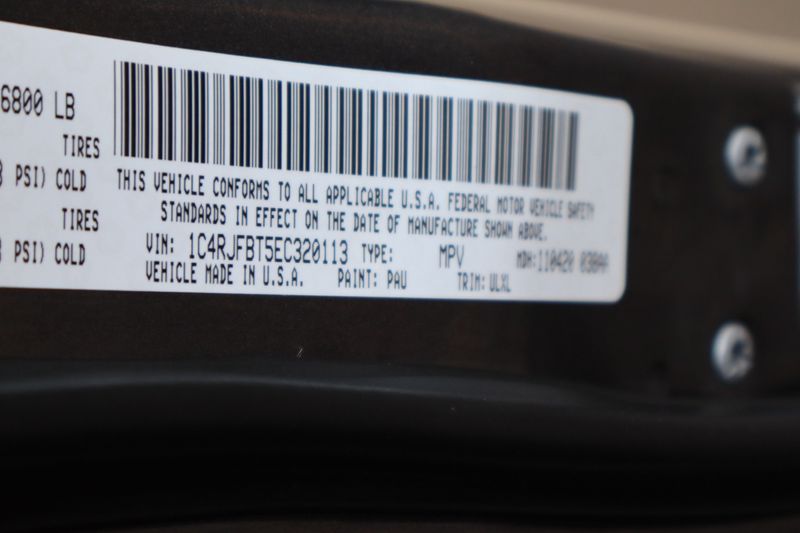 6800 LB
TIRES
PSI) COLD
THIS VEHICLE CONFORMS TO ALL APPLICABLE U.S.A. FEDERAL MOTOR VEHICLE SAFETY
TIRES
STANDARDS IN EFFECT ON THE DATE OF MANUFACTURE SHOWN ABOVE.
PSI) COLD
VIN: 1C4RJFBT5EC320113 TYPE: MPV MDH: 110420
VEHICLE MADE IN U.S.A. PAINT: PAU TRIM: ULXL